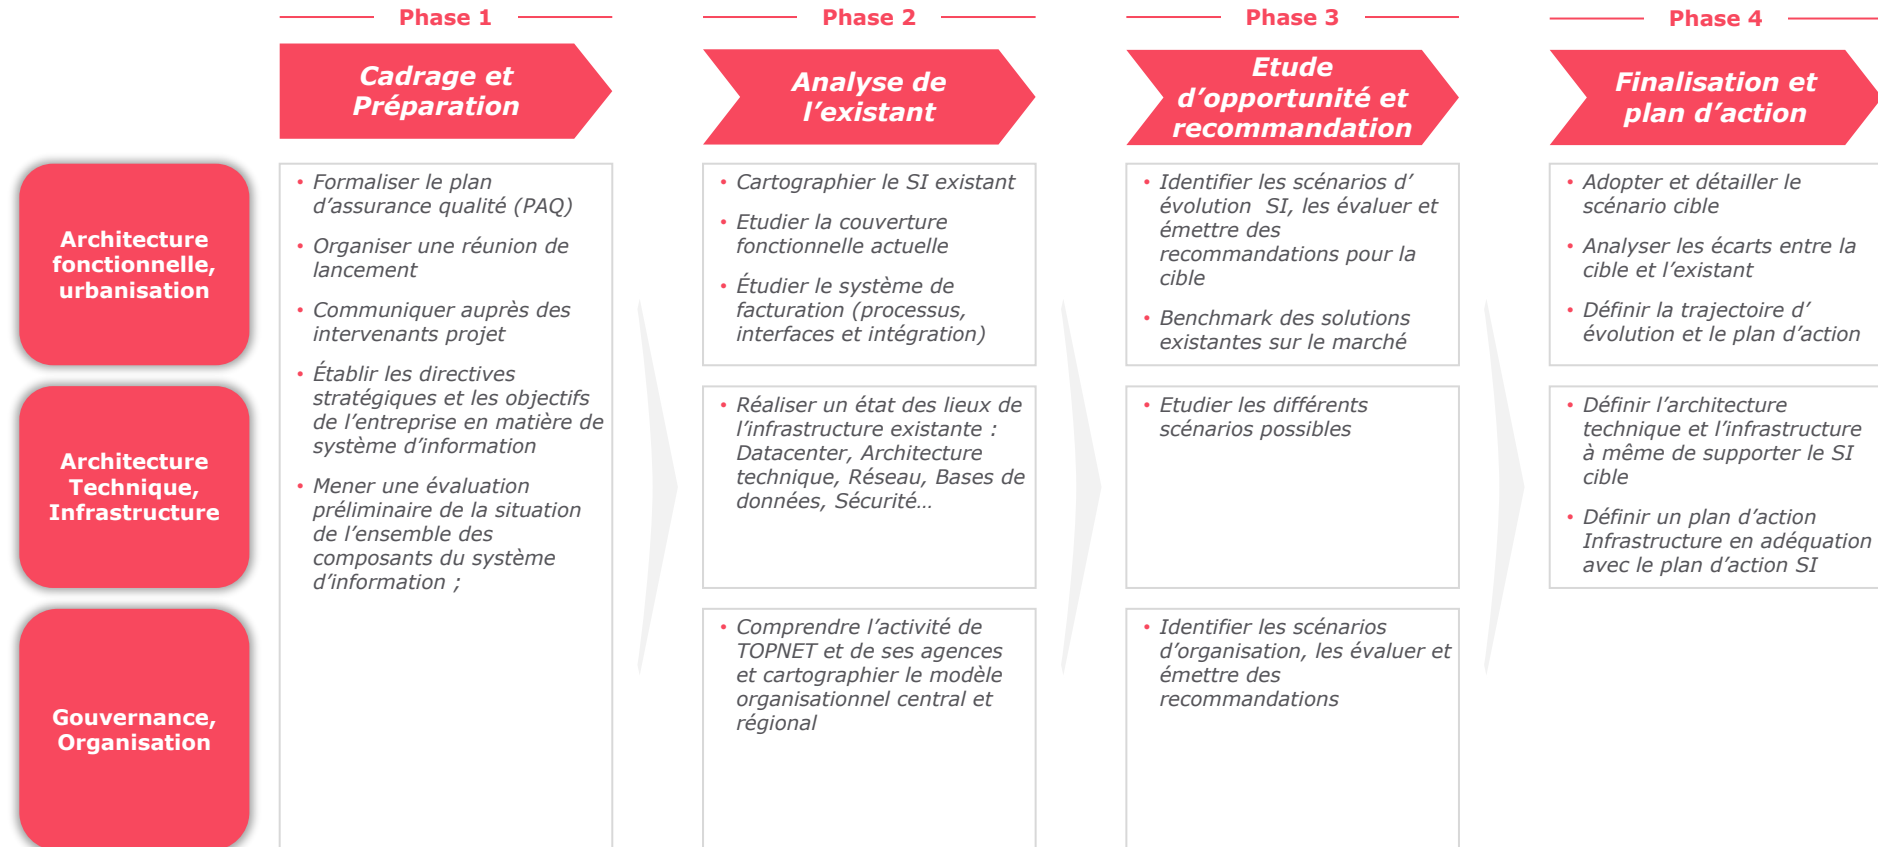 Phase 1
Phase 2
Phase 3
Phase 4
Cadrage et
Préparation
Analyse de
l’existant
Etude
d’opportunité et
recommandation
Finalisation et
plan d’action
Architecture
fonctionnelle,
urbanisation
• Formaliser le plan
d’assurance qualité (PAQ)
• Organiser une réunion de
lancement
• Communiquer auprès des
intervenants projet
• Établir les directives
stratégiques et les objectifs
de l’entreprise en matière de
système d’information
• Mener une évaluation
préliminaire de la situation
de l’ensemble des
composants du système
d’information ;
• Cartographier le SI existant
• Etudier la couverture
fonctionnelle actuelle
• Étudier le système de
facturation (processus,
interfaces et intégration)
• Identifier les scénarios d’
évolution  SI, les évaluer et
émettre des
recommandations pour la
cible
• Benchmark des solutions
existantes sur le marché
• Adopter et détailler le
scénario cible
• Analyser les écarts entre la
cible et l’existant
• Définir la trajectoire d’
évolution et le plan d’action
Architecture
Technique,
Infrastructure
• Réaliser un état des lieux de
l’infrastructure existante :
Datacenter, Architecture
technique, Réseau, Bases de
données, Sécurité…
• Etudier les différents
scénarios possibles
• Définir l’architecture
technique et l’infrastructure
à même de supporter le SI
cible
• Définir un plan d’action
Infrastructure en adéquation
avec le plan d’action SI
Gouvernance,
Organisation
• Comprendre l’activité de
TOPNET et de ses agences
et cartographier le modèle
organisationnel central et
régional
• Identifier les scénarios
d’organisation, les évaluer et
émettre des
recommandations